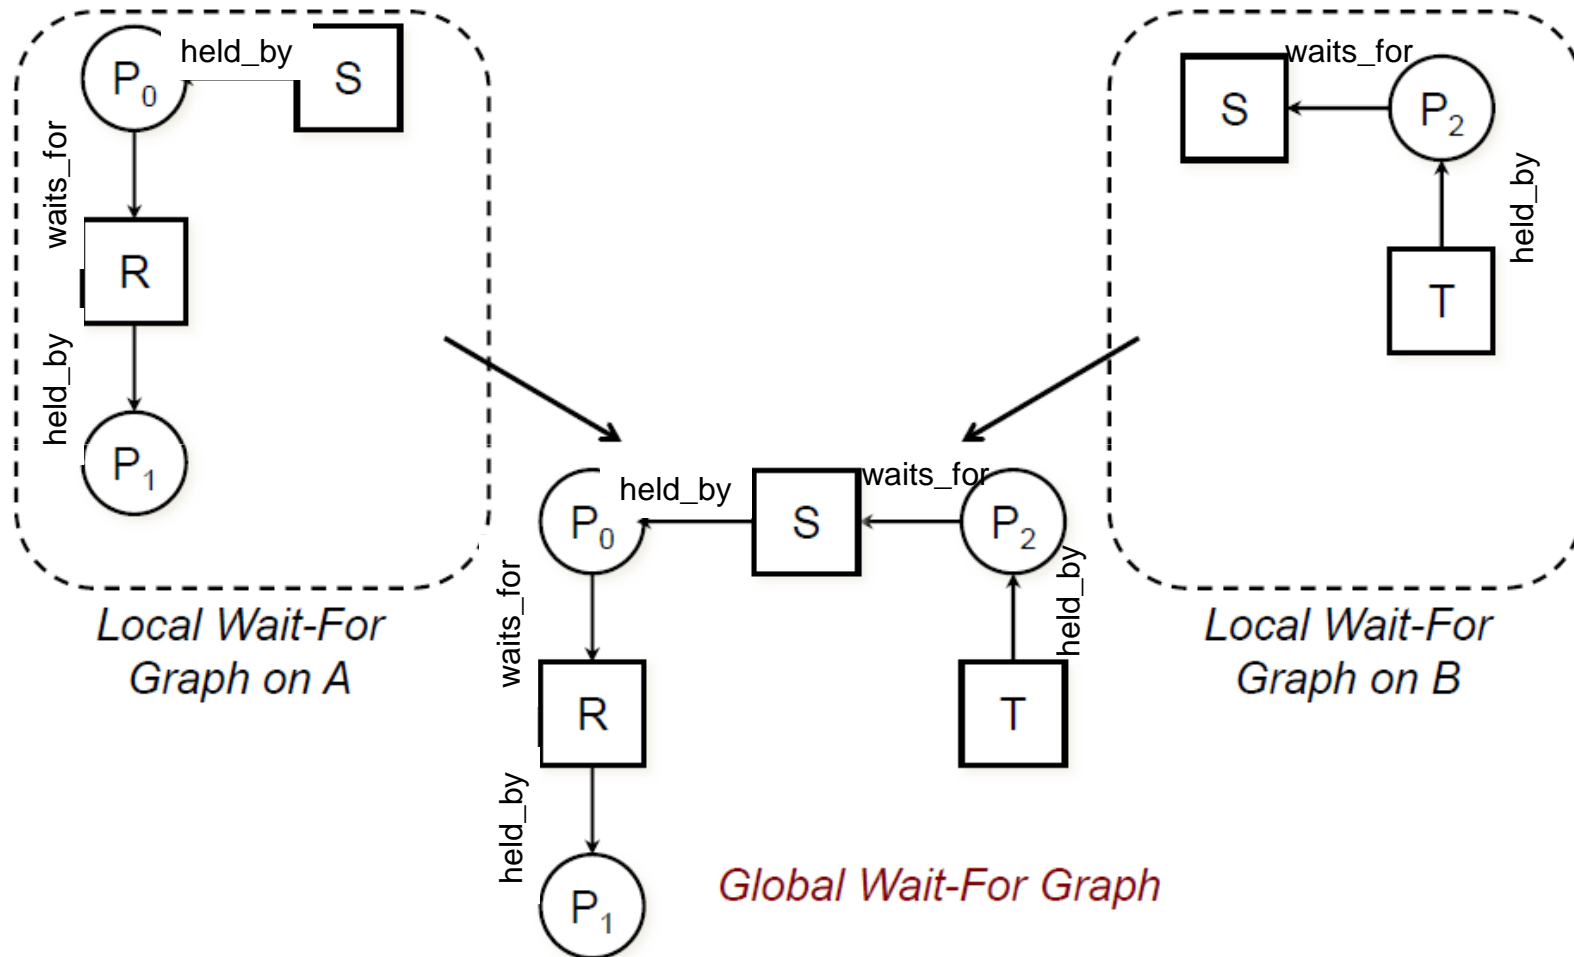 P0
held_by
S
waits_for
R
held_by
P1
Local Wait-For
Graph on A
S
waits_for
P2
held_by
T
Local Wait-For
Graph on B
P0
held_by
S
waits_for
P2
waits_for
held_by
R
T
held_by
P1
Global Wait-For Graph